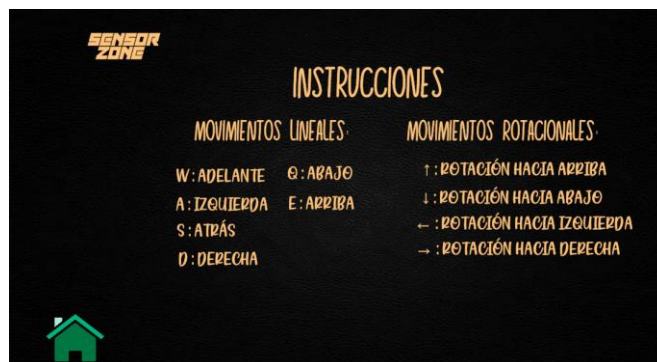 SENSOR
ZONE
INSTRUCCIONES
MOVIMIENTOS LINEALES:
W: ADELANTE
A: IZQUIERDA
S: ATRÁS
D: DERECHA
Q: ABAJO
E: ARRIBA
MOVIMIENTOS ROTACIONALES:
↑: ROTACIÓN HACIA ARRIBA
↓: ROTACIÓN HACIA ABAJO
←: ROTACIÓN HACIA IZQUIERDA
→: ROTACIÓN HACIA DERECHA